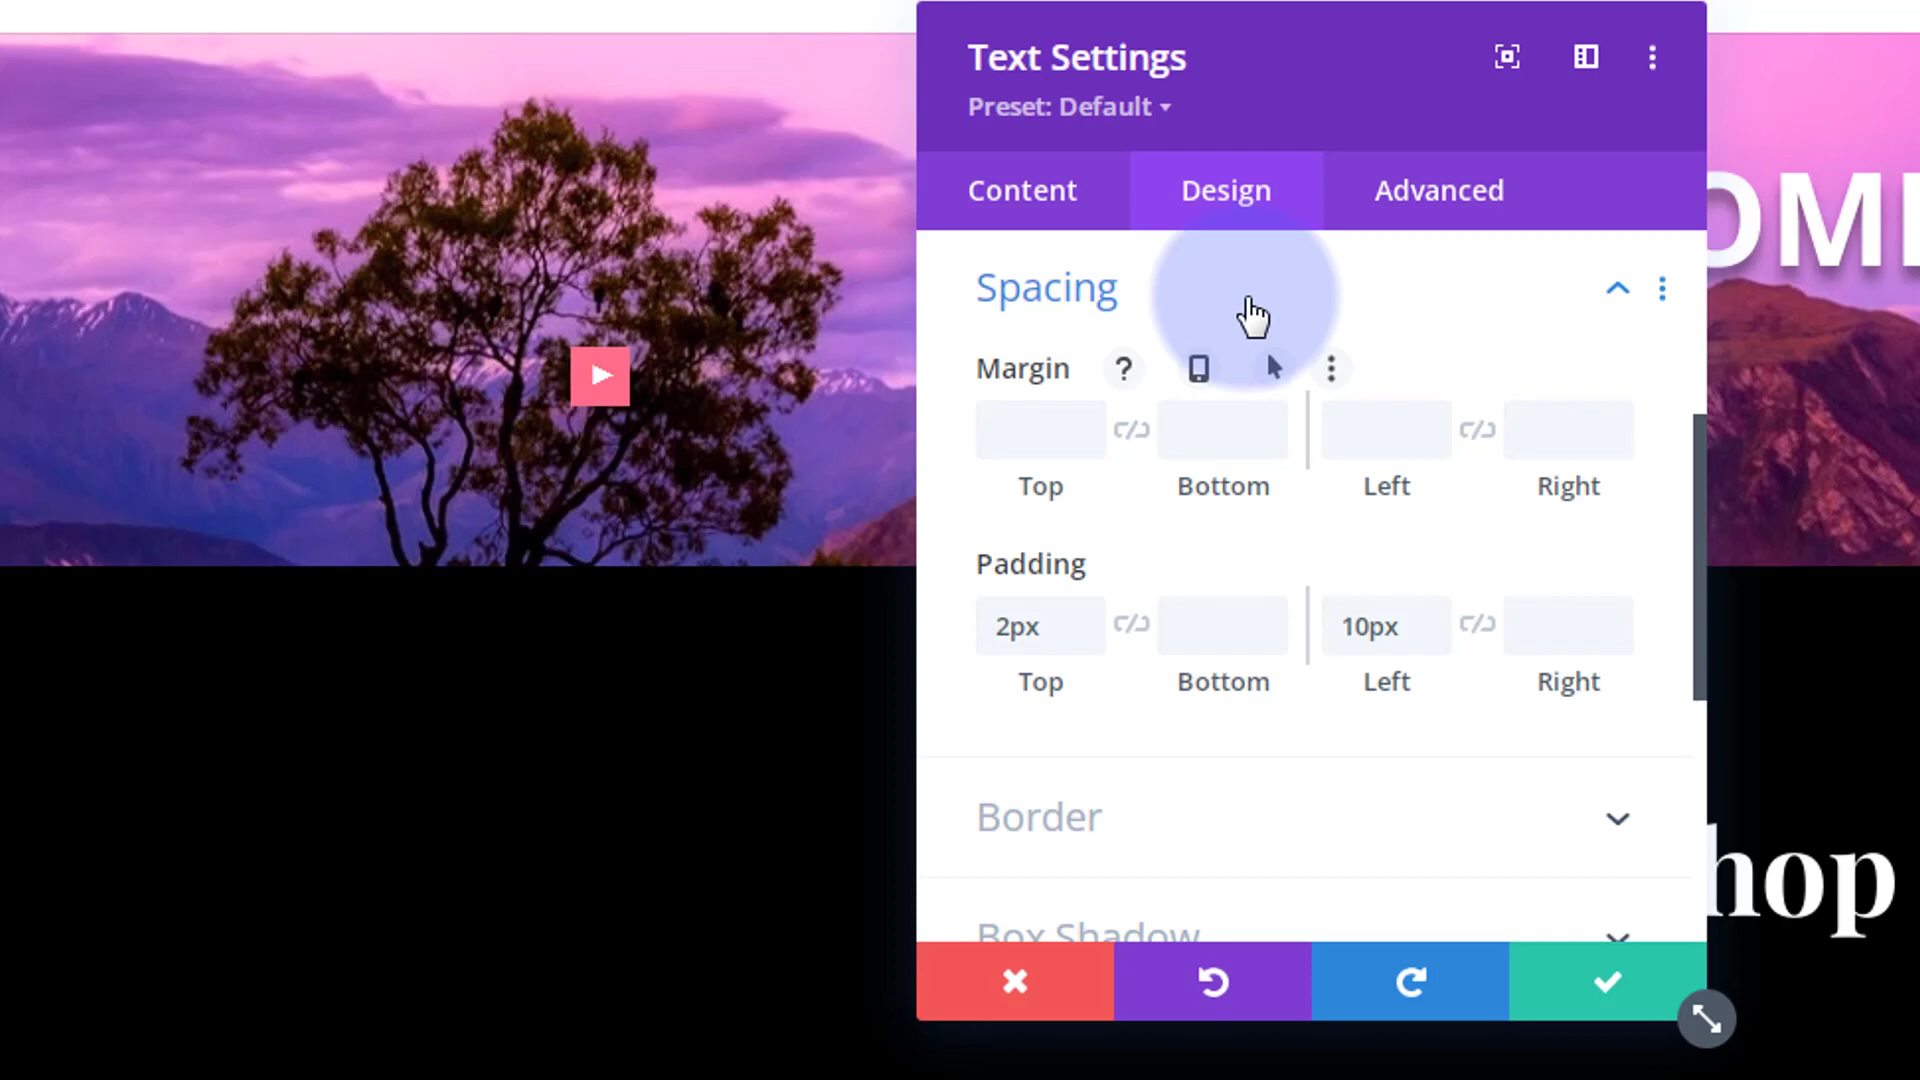 Text Settings
Preset: Default
Content Design Advanced
Spacing
Margin ?
Top Bottom Left Right
Padding
2px 10px
Top Bottom Left Right
Border
Box Shadow
OM
hop